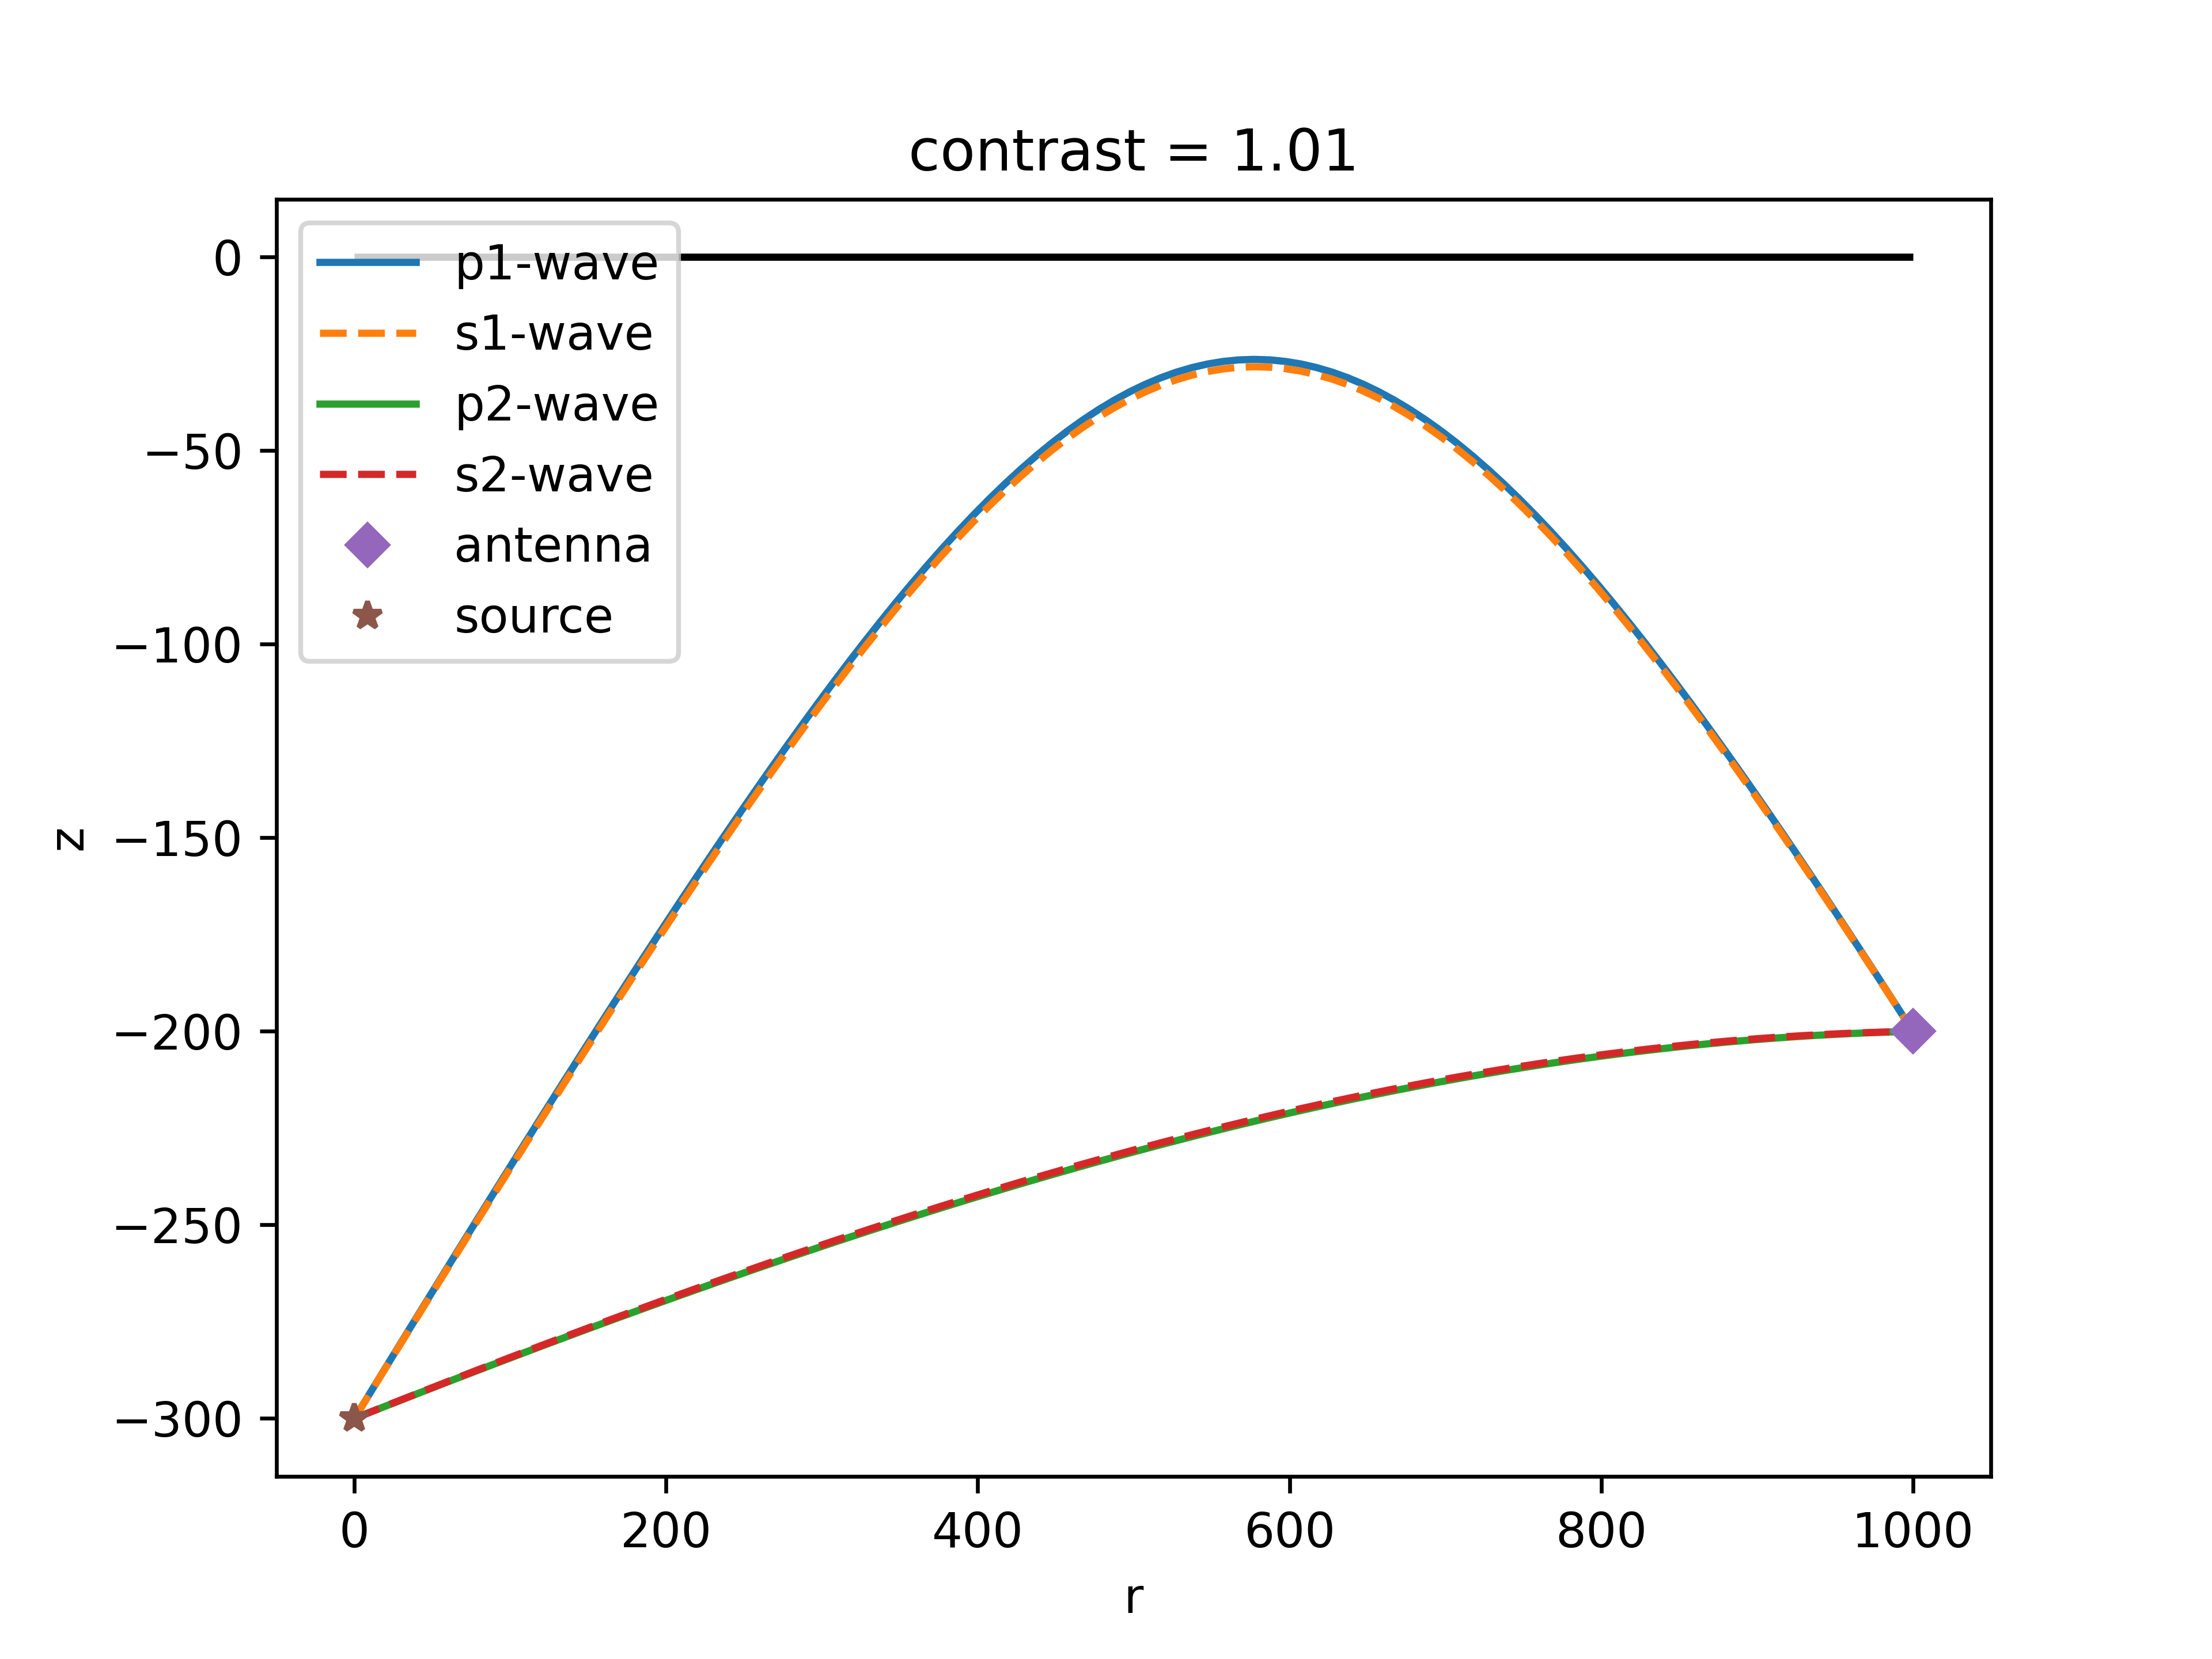 contrast = 1.01
p1-wave
s1-wave
p2-wave
s2-wave
antenna
source
0
−50
−100
−150
−200
−250
−300
z
0 200 400 600 800 1000
r